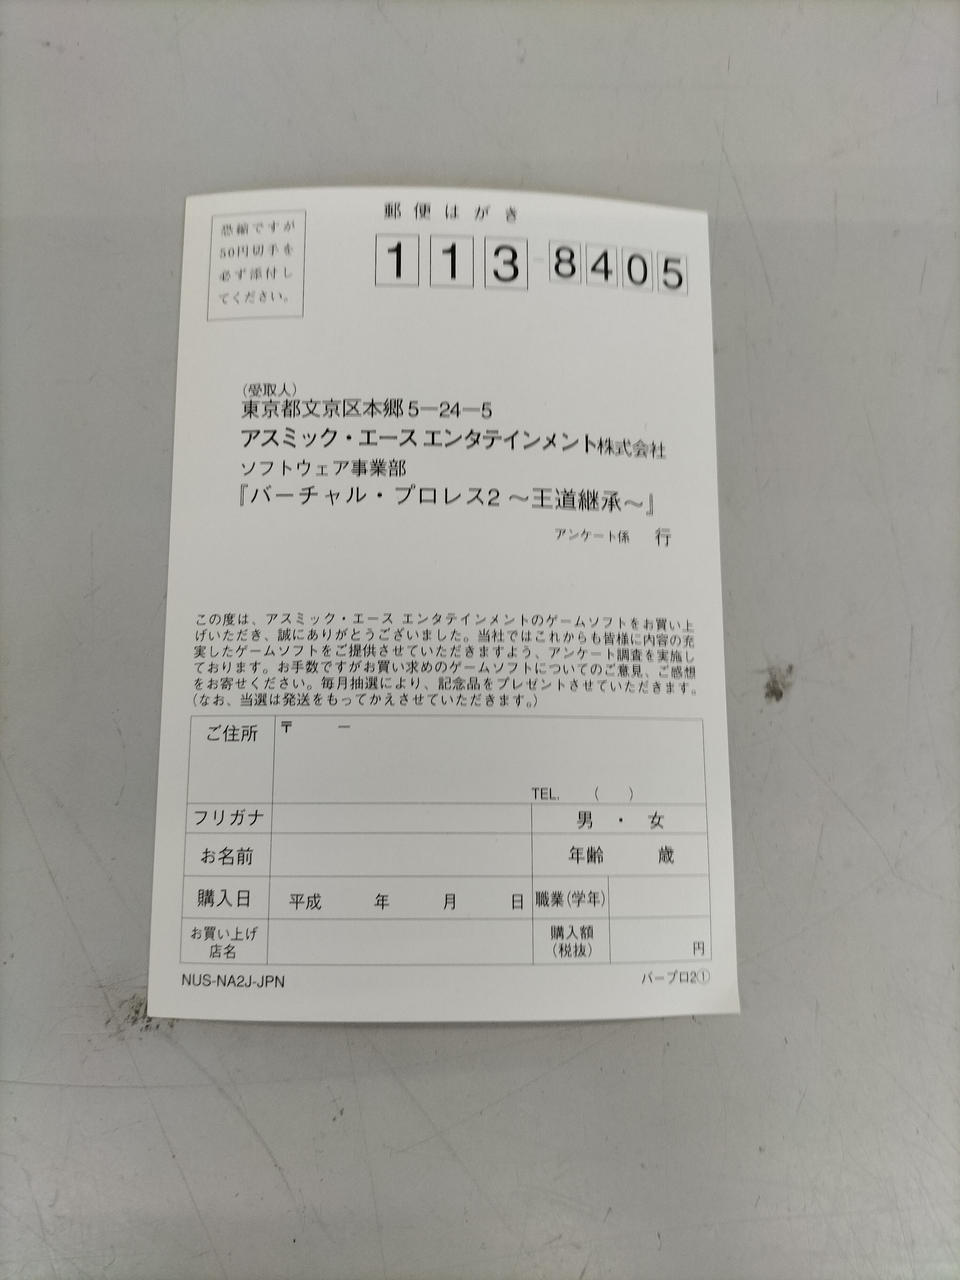 郵便はがき
恐縮ですが
50円切手を
必ず添付し
てください。
113-8405
(受取人)
東京都文京区本郷5-24-5
アスミック・エース エンタテインメント株式会社
ソフトウェア事業部
『バーチャル・プロレス2 ～王道継承～』
アンケート係 行
この度は、アスミック・エース エンタテインメントのゲームソフトをお買い上
げいただき、誠にありがとうございました。当社ではこれからも皆様に内容の充
実したゲームソフトをご提供させていただきますよう、アンケート調査を実施し
ております。お手数ですがお買い求めのゲームソフトについてのご意見、ご感想
をお寄せください。毎月抽選により、記念品をプレゼントさせていただきます。
(なお、当選は発送をもってかえさせていただきます。)
ご住所 〒 －
TEL. ( )
フリガナ 男・女
お名前 年齢 歳
購入日 平成 年 月 日 職業(学年)
お買い上げ
店名
購入額
(税抜) 円
NUS-NA2J-JPN バープロ2①